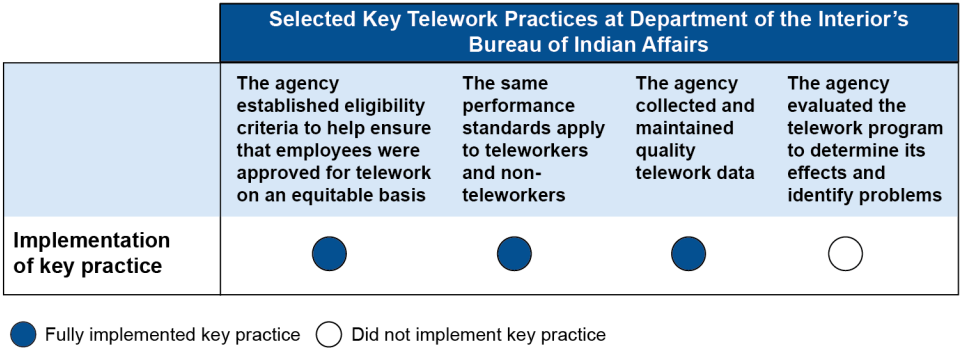 Selected Key Telework Practices at Department of the Interior's
Bureau of Indian Affairs
The agency
established eligibility
criteria to help ensure
that employees were
approved for telework
on an equitable basis
The same
performance
standards apply
to teleworkers
and non-
teleworkers
The agency
collected and
maintained
quality
telework data
The agency
evaluated the
telework program
to determine its
effects and
identify problems
Implementation
of key practice
Fully implemented key practice
Did not implement key practice